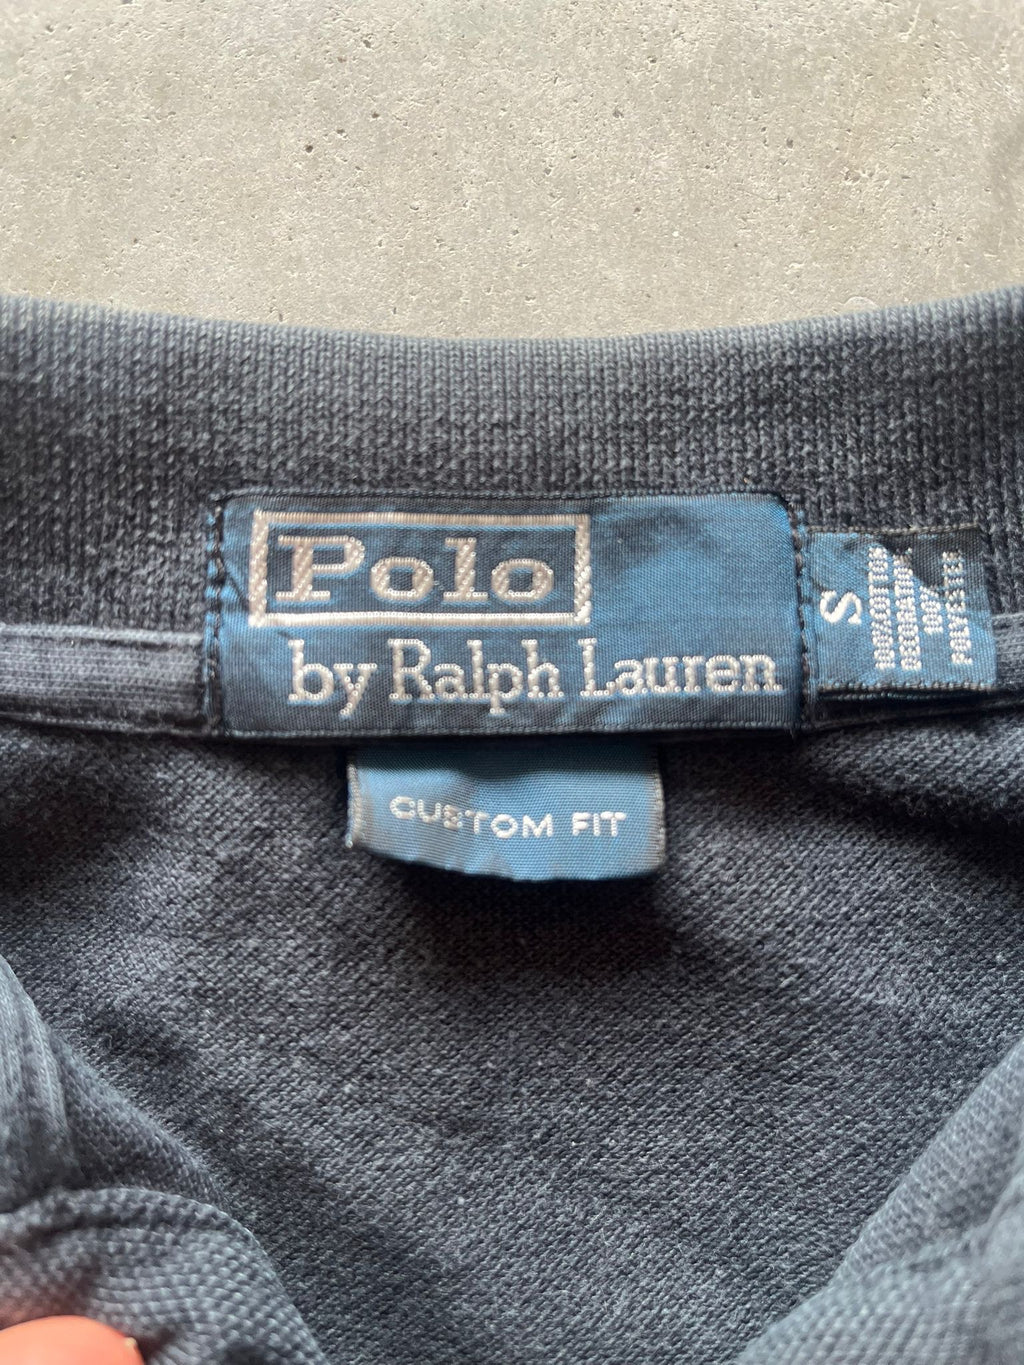 Polo
by Ralph Lauren
S
CUSTOM FIT